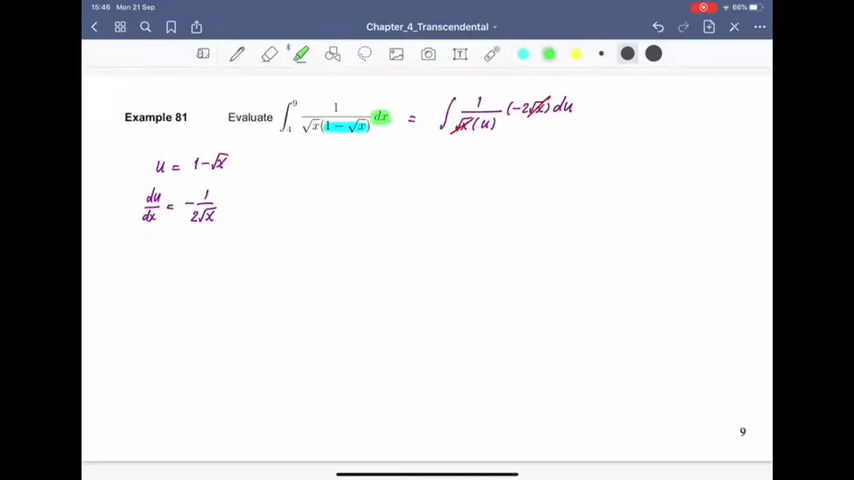 15:46 Mon 21 Sep
66%
Chapter_4_Transcendental
Example 81 Evaluate ∫₄⁹ 1/(√x(1 − √x)) dx = ∫ 1/(√x(u)) (−2√x) du
u = 1−√x
du/dx = − 1/(2√x)
9